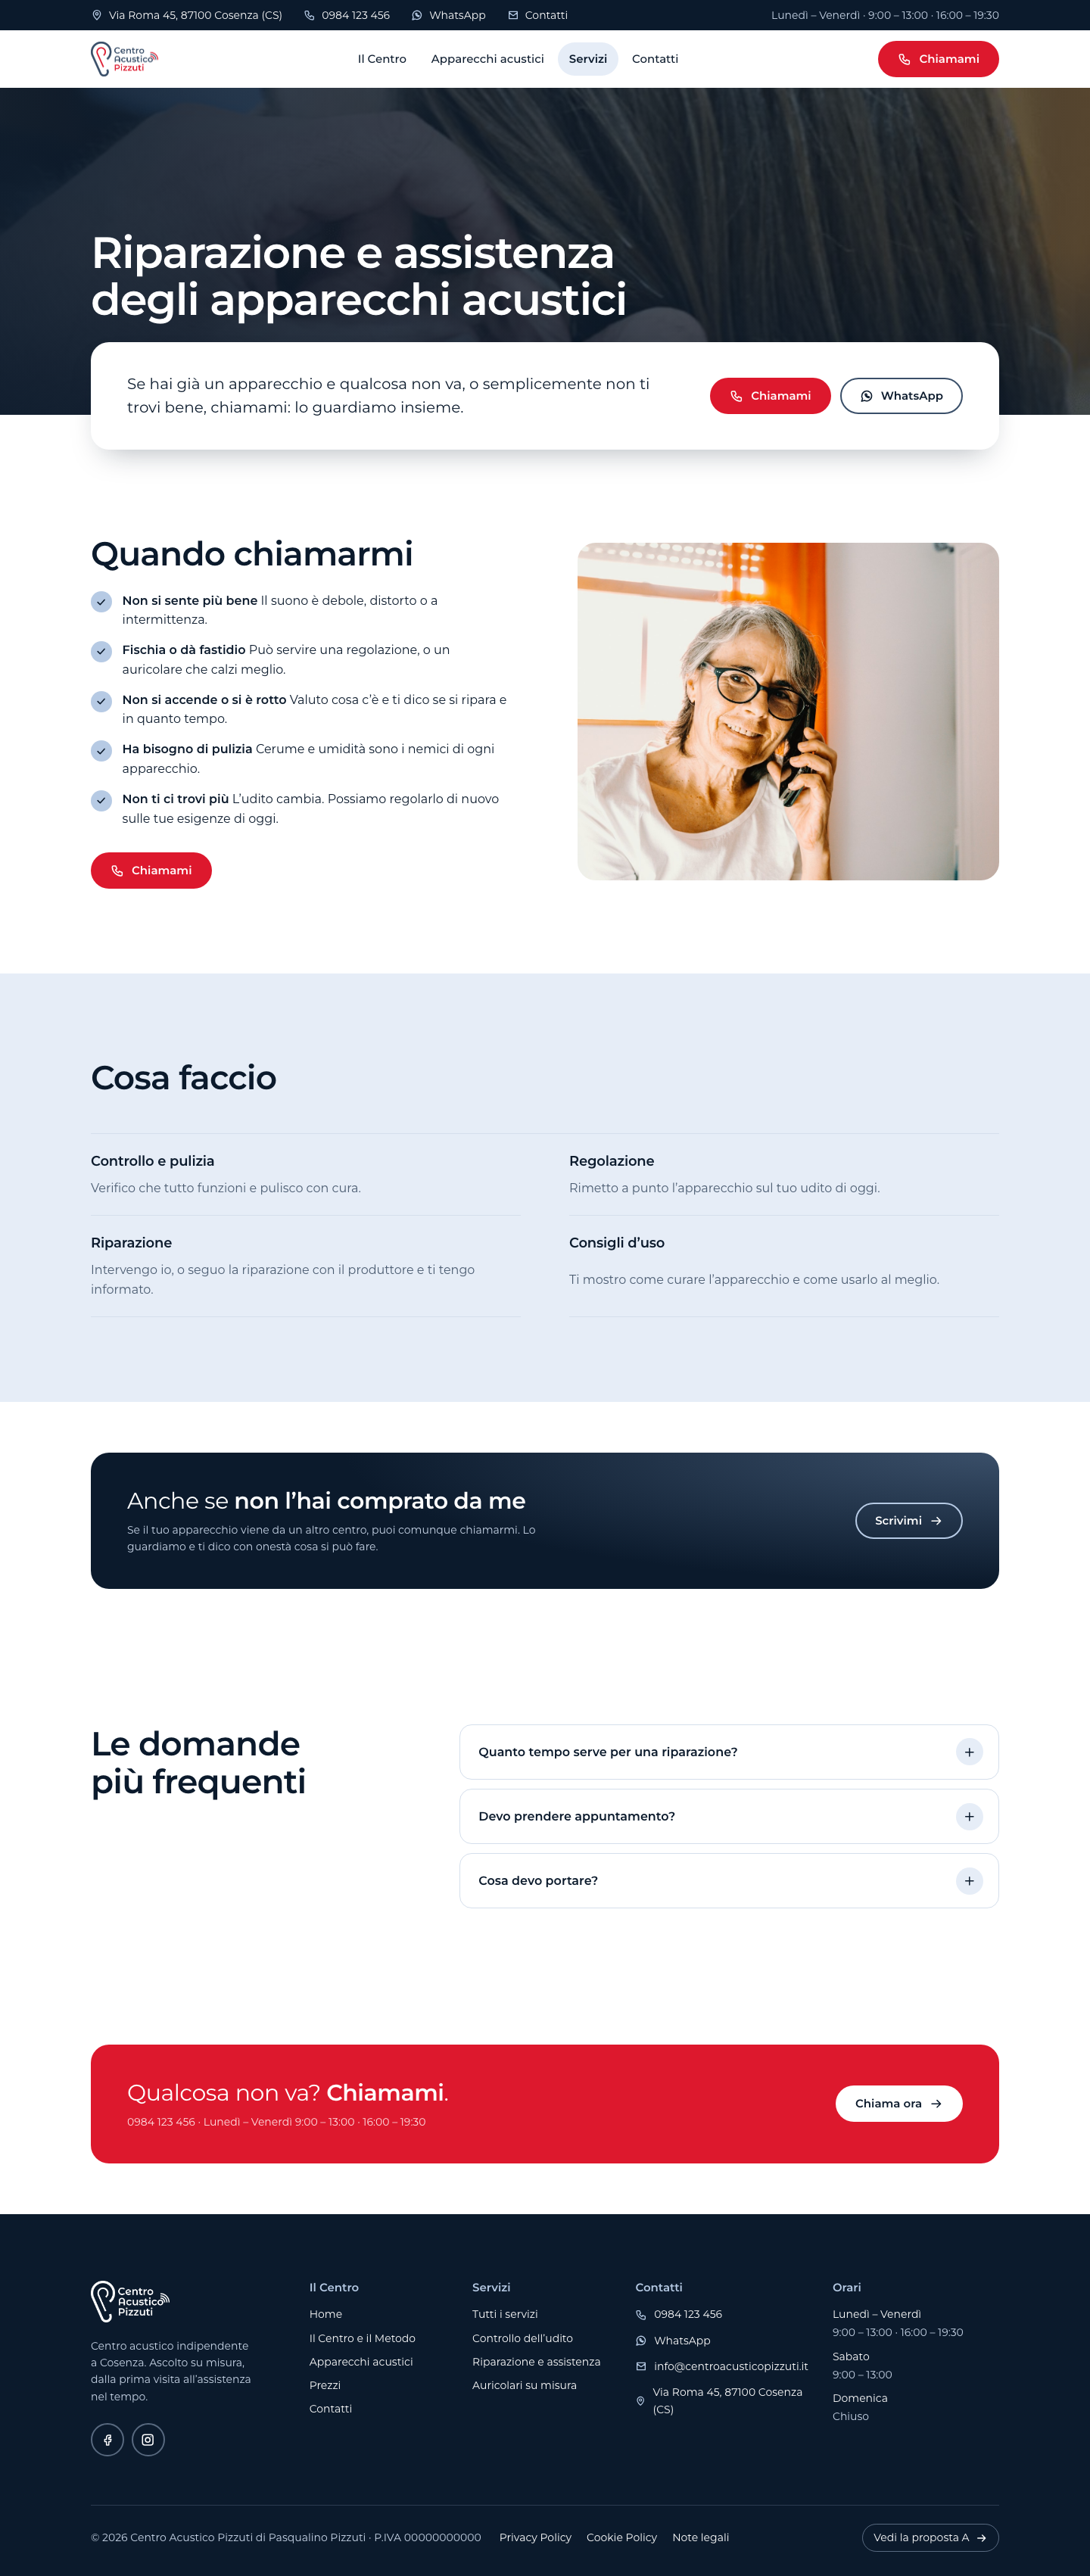 Via Roma 45, 87100 Cosenza (CS) 0984 123 456 WhatsApp Contatti Lunedì – Venerdì · 9:00 – 13:00 · 16:00 – 19:30
Centro
Acustico
Pizzuti
Il Centro Apparecchi acustici Servizi Contatti Chiamami
Riparazione e assistenza
degli apparecchi acustici
Se hai già un apparecchio e qualcosa non va, o semplicemente non ti
trovi bene, chiamami: lo guardiamo insieme.
Chiamami WhatsApp
Quando chiamarmi
Non si sente più bene Il suono è debole, distorto o a
intermittenza.
Fischia o dà fastidio Può servire una regolazione, o un
auricolare che calzi meglio.
Non si accende o si è rotto Valuto cosa c’è e ti dico se si ripara e
in quanto tempo.
Ha bisogno di pulizia Cerume e umidità sono i nemici di ogni
apparecchio.
Non ti ci trovi più L’udito cambia. Possiamo regolarlo di nuovo
sulle tue esigenze di oggi.
Chiamami
Cosa faccio
Controllo e pulizia
Verifico che tutto funzioni e pulisco con cura.
Regolazione
Rimetto a punto l’apparecchio sul tuo udito di oggi.
Riparazione
Intervengo io, o seguo la riparazione con il produttore e ti tengo
informato.
Consigli d’uso
Ti mostro come curare l’apparecchio e come usarlo al meglio.
Anche se non l’hai comprato da me
Se il tuo apparecchio viene da un altro centro, puoi comunque chiamarmi. Lo
guardiamo e ti dico con onestà cosa si può fare.
Scrivimi
Le domande
più frequenti
Quanto tempo serve per una riparazione?
Devo prendere appuntamento?
Cosa devo portare?
Qualcosa non va? Chiamami.
0984 123 456 · Lunedì – Venerdì 9:00 – 13:00 · 16:00 – 19:30
Chiama ora
Centro
Acustico
Pizzuti
Centro acustico indipendente
a Cosenza. Ascolto su misura,
dalla prima visita all’assistenza
nel tempo.
Il Centro
Home
Il Centro e il Metodo
Apparecchi acustici
Prezzi
Contatti
Servizi
Tutti i servizi
Controllo dell’udito
Riparazione e assistenza
Auricolari su misura
Contatti
0984 123 456
WhatsApp
info@centroacusticopizzuti.it
Via Roma 45, 87100 Cosenza
(CS)
Orari
Lunedì – Venerdì
9:00 – 13:00 · 16:00 – 19:30
Sabato
9:00 – 13:00
Domenica
Chiuso
© 2026 Centro Acustico Pizzuti di Pasqualino Pizzuti · P.IVA 00000000000 Privacy Policy Cookie Policy Note legali Vedi la proposta A